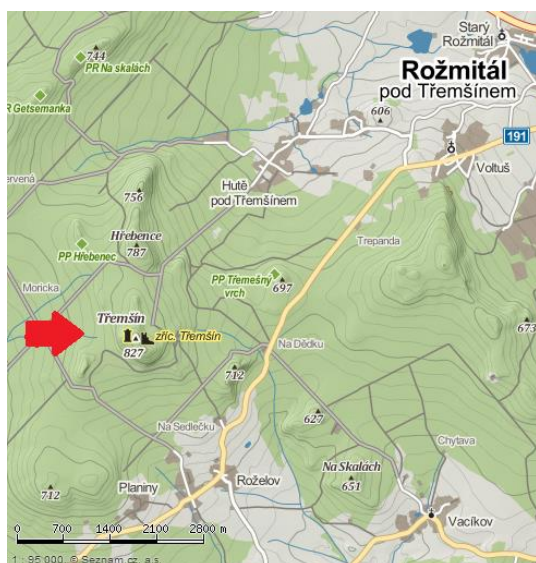 Starý
Rožmitál
744
PR Na skalách
Rožmitál
pod Třemšínem
R Getsemanka
606
191
Voltuš
ervená
Hutě
pod Třemšínem
756
Hřebence
787
Trepanda
PP Hřebenec
PP Třemešný
vrch
697
Moricka
Třemšín
zříc. Třemšín
827
673
Na Dědku
712
627
Na Sedlečku
Chytava
Na Skalách
651
Roželov
712
Planiny
Vacíkov
0 700 1400 2100 2800 m
1 : 95 000 © Seznam cz, a.s.